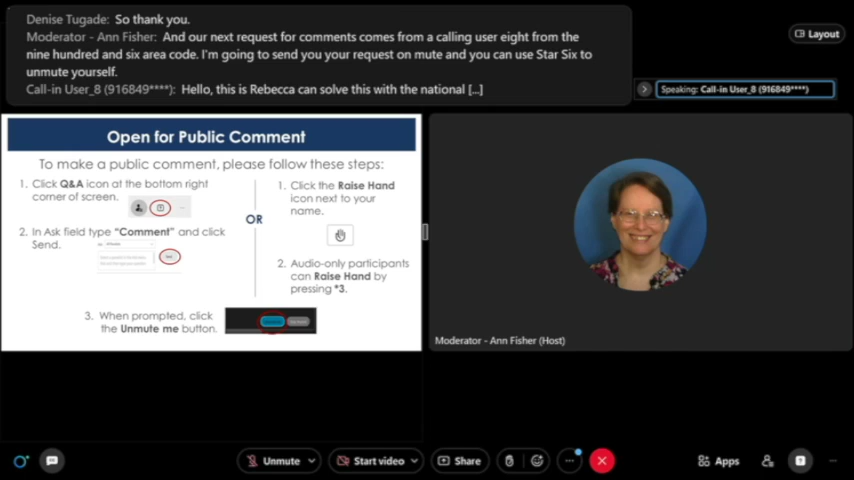 Denise Tugade: So thank you.
Moderator - Ann Fisher: And our next request for comments comes from a calling user eight from the
nine hundred and six area code. I'm going to send you your request on mute and you can use Star Six to
unmute yourself.
Call-in User_8 (916849****): Hello, this is Rebecca can solve this with the national [...]
Layout
Speaking: Call-in User_8 (916849****)
Open for Public Comment
To make a public comment, please follow these steps:
1. Click Q&A icon at the bottom right
corner of screen.
2. In Ask field type “Comment” and click
Send.
OR
1. Click the Raise Hand
icon next to your
name.
2. Audio-only participants
can Raise Hand by
pressing *3.
3. When prompted, click
the Unmute me button.
Moderator - Ann Fisher (Host)
Unmute
Start video
Share
Apps